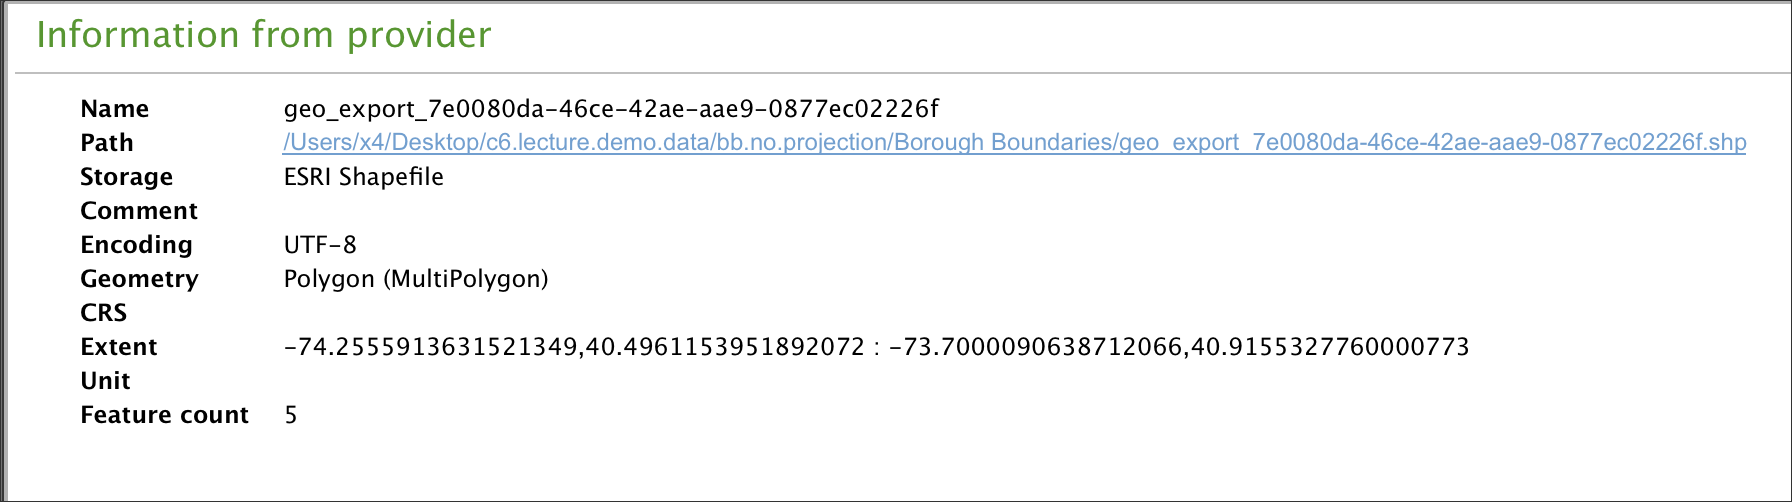 Information from provider
Name geo_export_7e0080da-46ce-42ae-aae9-0877ec02226f
Path /Users/x4/Desktop/c6.lecture.demo.data/bb.no.projection/Borough Boundaries/geo_export_7e0080da-46ce-42ae-aae9-0877ec02226f.shp
Storage ESRI Shapefile
Comment
Encoding UTF-8
Geometry Polygon (MultiPolygon)
CRS
Extent -74.2555913631521349,40.4961153951892072 : -73.7000090638712066,40.9155327760000773
Unit
Feature count 5